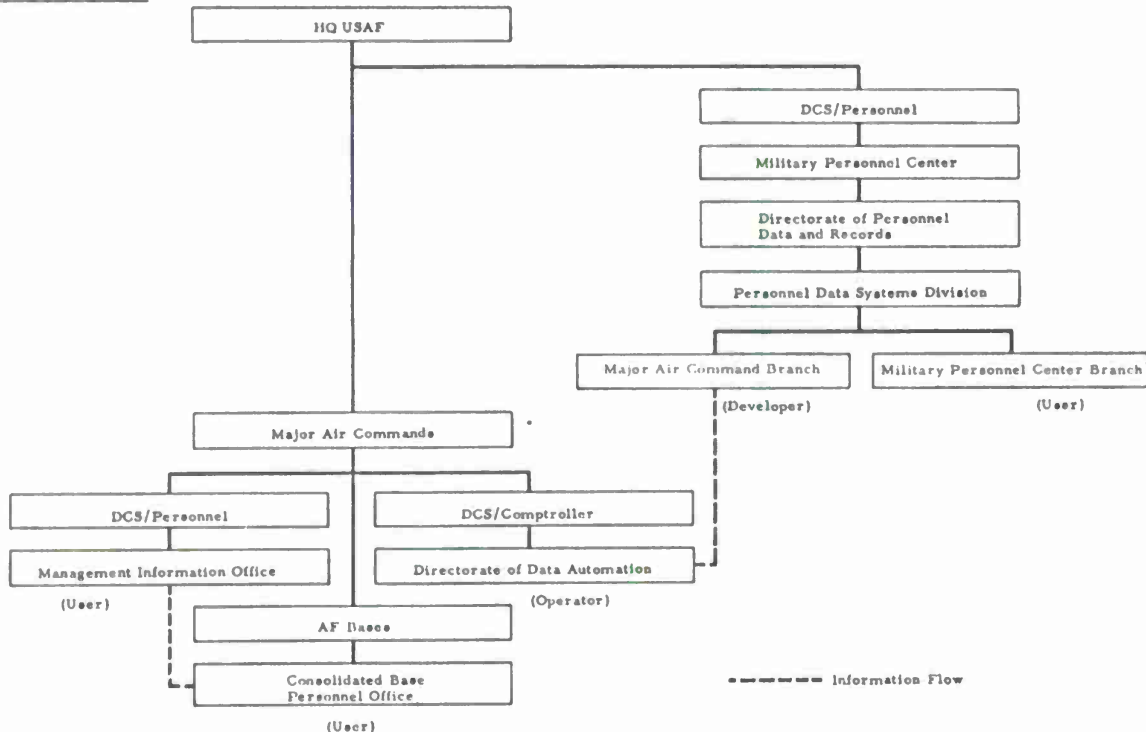 HQ USAF
DCS/Personnel
Military Personnel Center
Directorate of Personnel
Data and Records
Personnel Data Systems Division
Major Air Command Branch
Military Personnel Center Branch
(Developer)
(User)
Major Air Commands
DCS/Personnel
DCS/Comptroller
Management Information Office
Directorate of Data Automation
(User)
(Operator)
AF Bases
Consolidated Base
Personnel Office
Information Flow
(User)